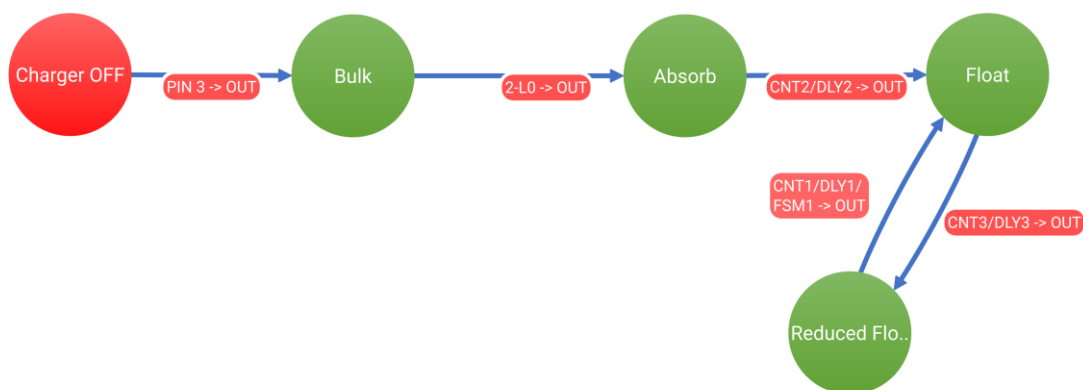 Charger OFF
PIN 3 -> OUT
Bulk
2-L0 -> OUT
Absorb
CNT2/DLY2 -> OUT
Float
CNT1/DLY1/
FSM1 -> OUT
CNT3/DLY3 -> OUT
Reduced Flo..